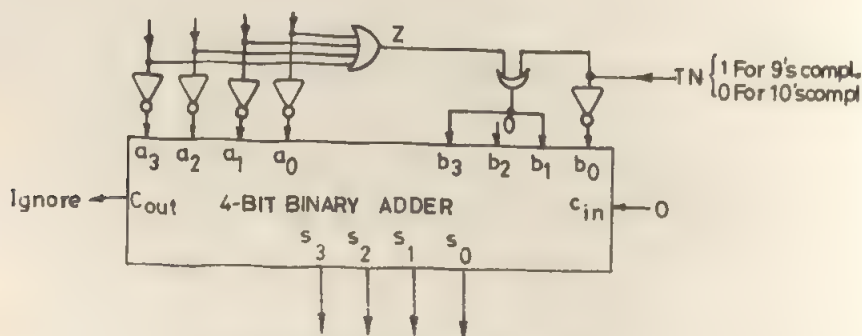 Z
TN { 1 For 9's compl.
0 For 10's compl
0
a3 a2 a1 a0 b3 b2 b1 b0
Ignore Cout 4-BIT BINARY ADDER cin 0
s3 s2 s1 s0